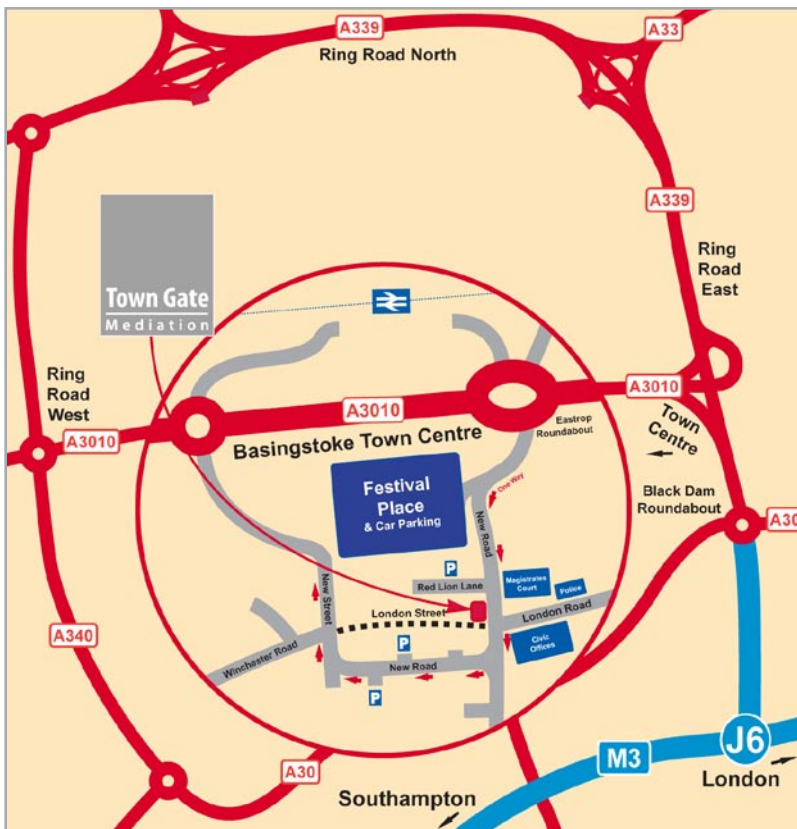 A339
A33
Ring Road North
A339
Ring
Road
East
Town Gate
Mediation
Ring
Road
West
A3010
A3010
A3010
Eastrop
Roundabout
Town
Centre
Basingstoke Town Centre
Black Dam
Roundabout
A30
Festival
Place
& Car Parking
One Way
New Road
P
Red Lion Lane
Magistrates
Court
Police
New Street
London Street
London Road
A340
Winchester Road
P
Civic
Offices
New Road
P
A30
M3
J6
London
Southampton